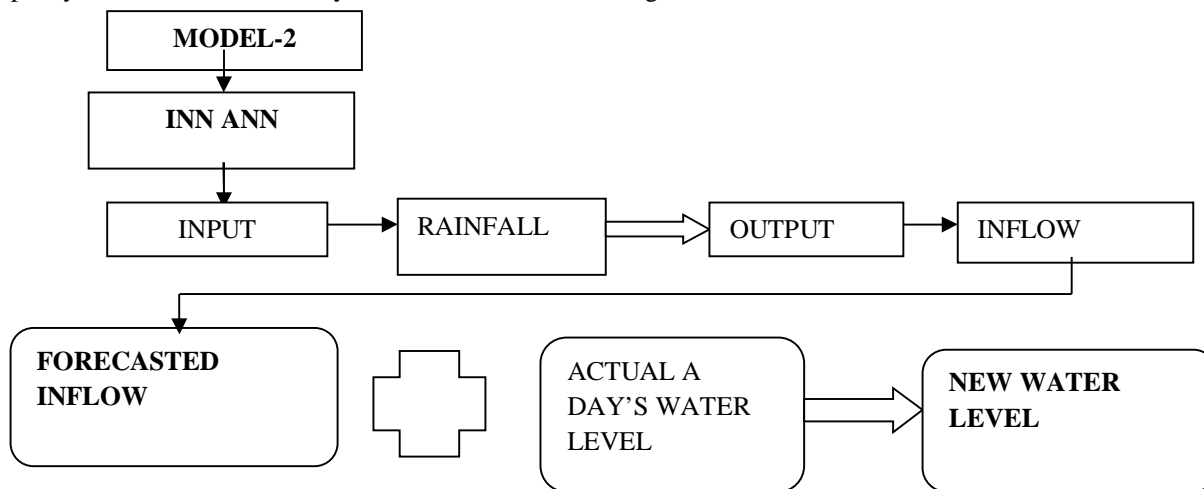 MODEL-2
INN ANN
INPUT
RAINFALL
OUTPUT
INFLOW
FORECASTED
INFLOW
ACTUAL A
DAY'S WATER
LEVEL
NEW WATER
LEVEL